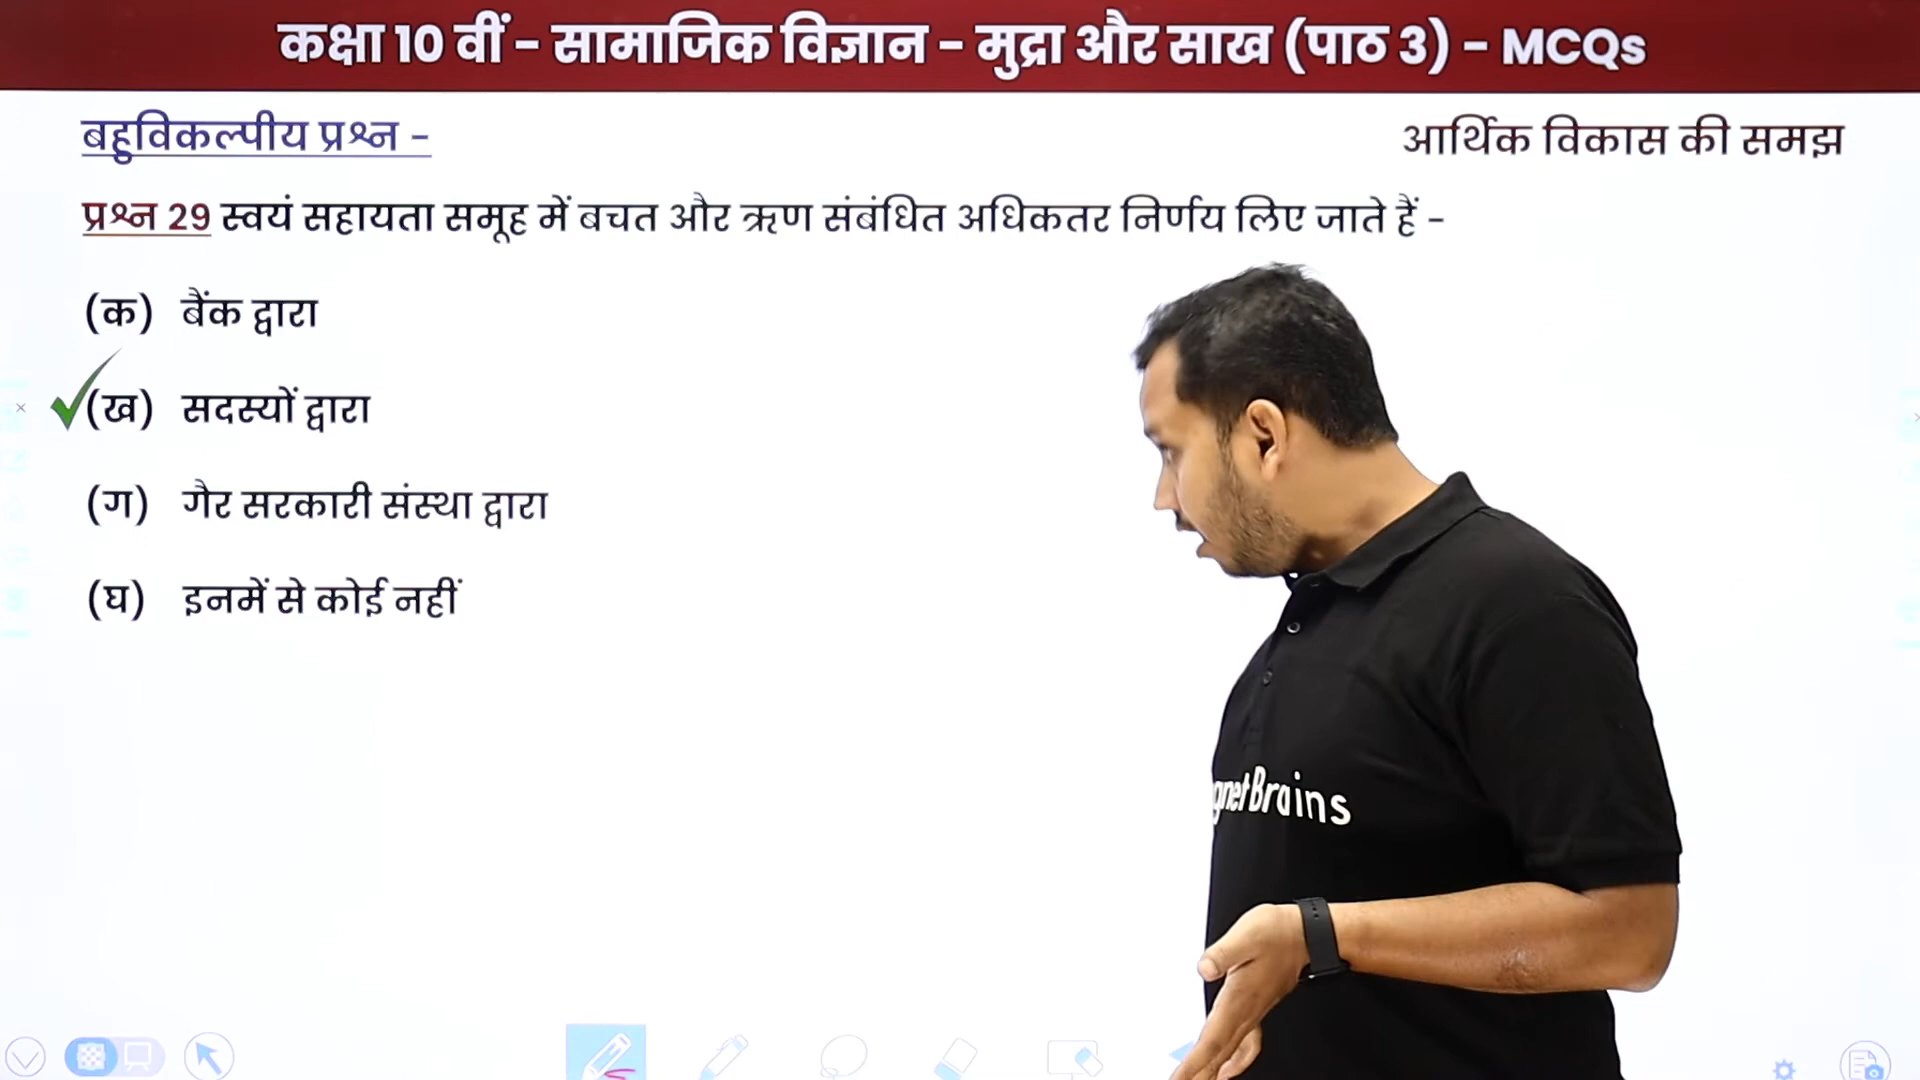 कक्षा 10 वीं - सामाजिक विज्ञान - मुद्रा और साख (पाठ 3) - MCQs
बहुविकल्पीय प्रश्न -
आर्थिक विकास की समझ
प्रश्न 29 स्वयं सहायता समूह में बचत और ऋण संबंधित अधिकतर निर्णय लिए जाते हैं -
(क) बैंक द्वारा
(ख) सदस्यों द्वारा
(ग) गैर सरकारी संस्था द्वारा
(घ) इनमें से कोई नहीं
gnetBrains